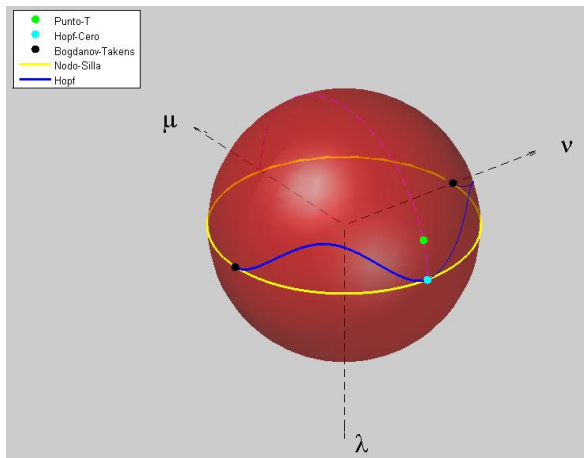 Punto-T
Hopf-Cero
Bogdanov-Takens
Nodo-Silla
Hopf
μ
ν
λ